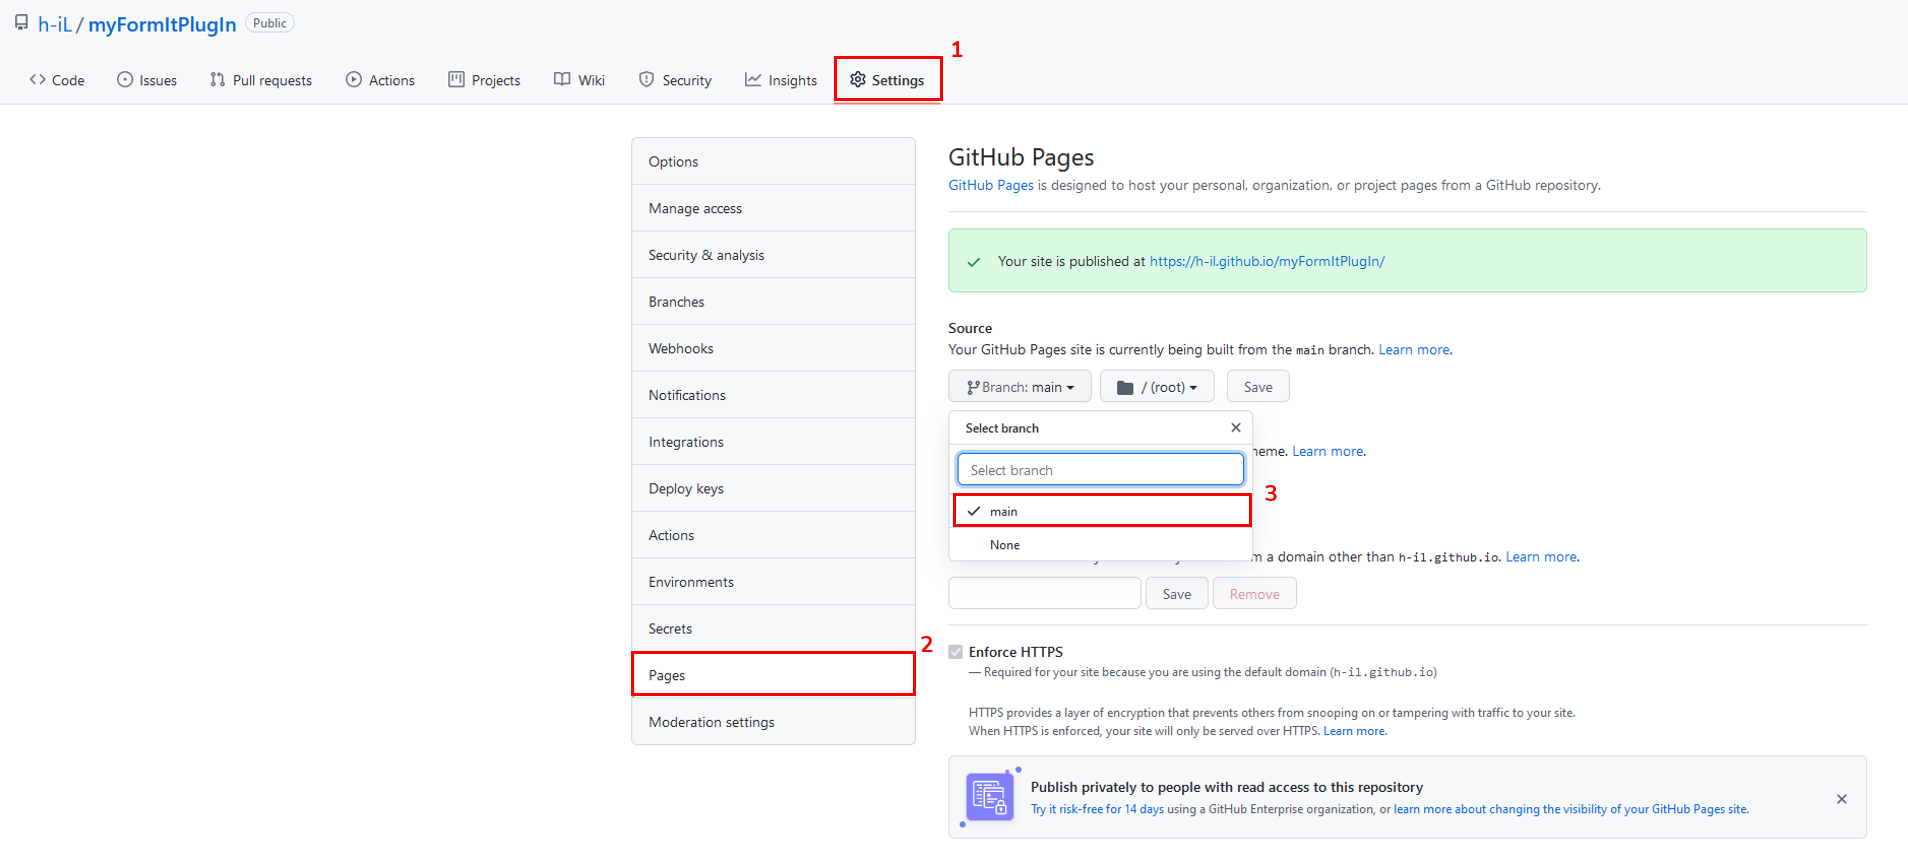 h-iL / myFormItPlugIn Public
1
Code Issues Pull requests Actions Projects Wiki Security Insights Settings
Options
Manage access
Security & analysis
Branches
Webhooks
Notifications
Integrations
Deploy keys
Actions
Environments
Secrets
2
Pages
Moderation settings
GitHub Pages
GitHub Pages is designed to host your personal, organization, or project pages from a GitHub repository.
Your site is published at https://h-il.github.io/myFormItPlugIn/
Source
Your GitHub Pages site is currently being built from the main branch. Learn more.
Branch: main / (root) Save
Select branch
heme. Learn more.
Select branch
3
main
None
m a domain other than h-il.github.io. Learn more.
Save Remove
Enforce HTTPS
— Required for your site because you are using the default domain (h-il.github.io)
HTTPS provides a layer of encryption that prevents others from snooping on or tampering with traffic to your site.
When HTTPS is enforced, your site will only be served over HTTPS. Learn more.
Publish privately to people with read access to this repository
Try it risk-free for 14 days using a GitHub Enterprise organization, or learn more about changing the visibility of your GitHub Pages site.